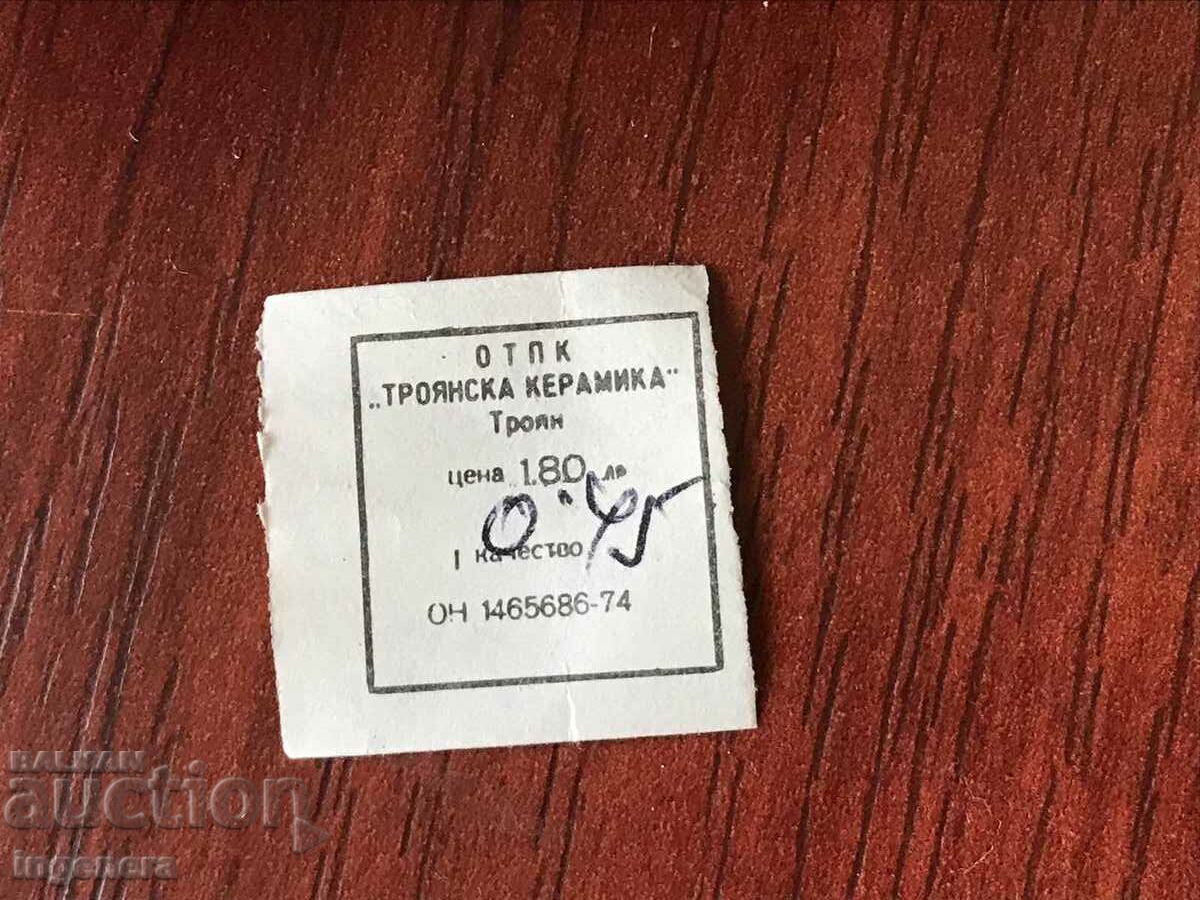 ОТПК
„ТРОЯНСКА КЕРАМИКА"
Троян
цена 1.80 лв
0.45
I качество
ОН 1465686-74
BALKAN
auction
ingenera